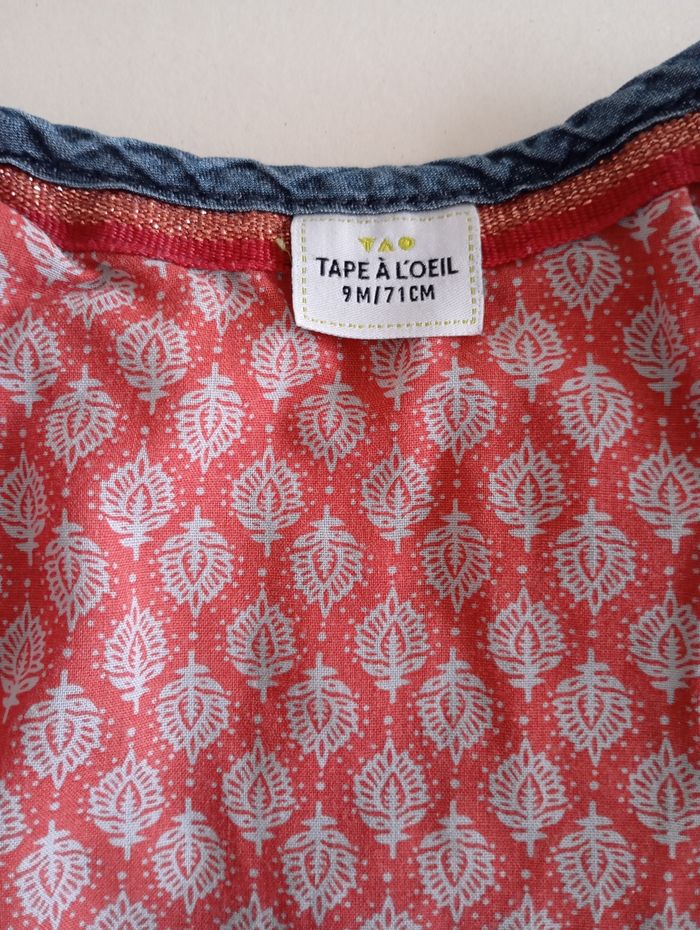 TAO
TAPE À L'OEIL
9M/71CM